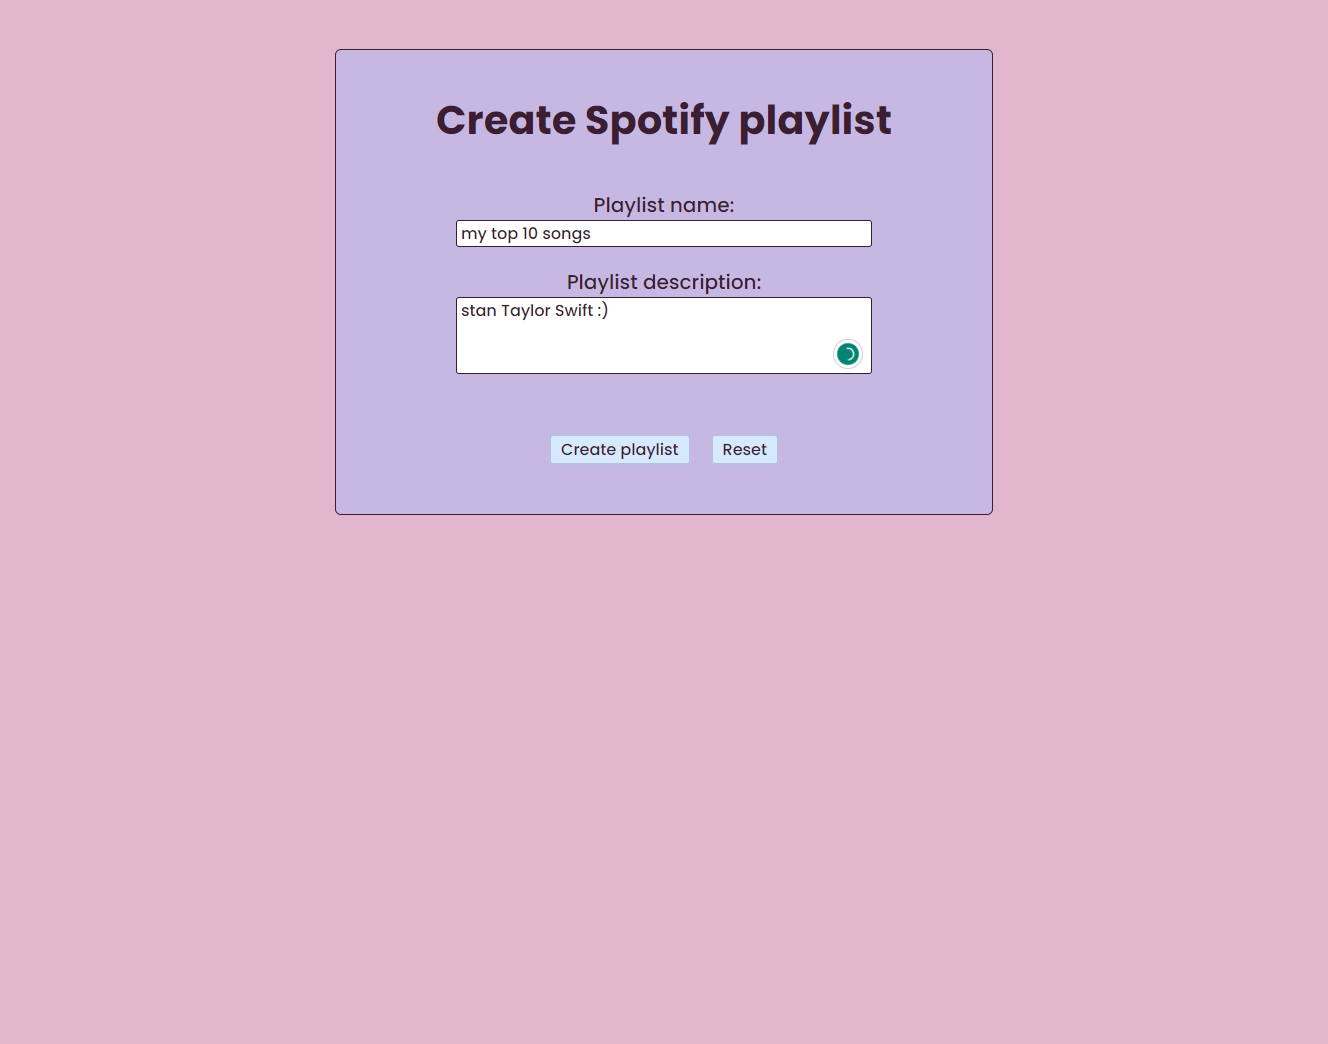 Create Spotify playlist
Playlist name:
my top 10 songs
Playlist description:
stan Taylor Swift :)
Create playlist
Reset